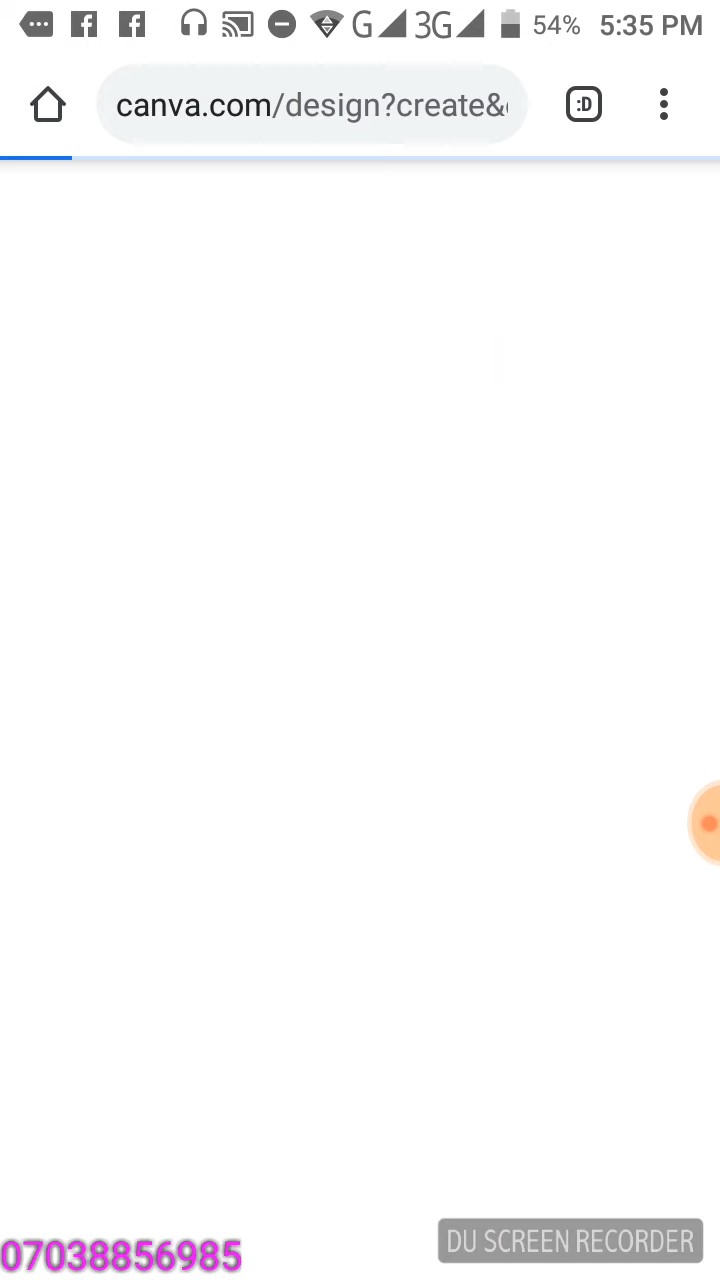 G 3G 54% 5:35 PM
canva.com/design?create&
:D
07038856985
DU SCREEN RECORDER